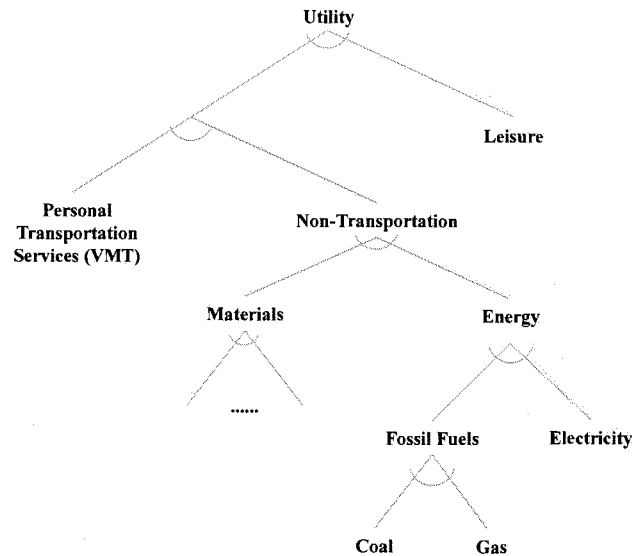 Utility
Leisure
Personal
Transportation
Services (VMT)
Non-Transportation
Materials
Energy
......
Fossil Fuels
Electricity
Coal
Gas